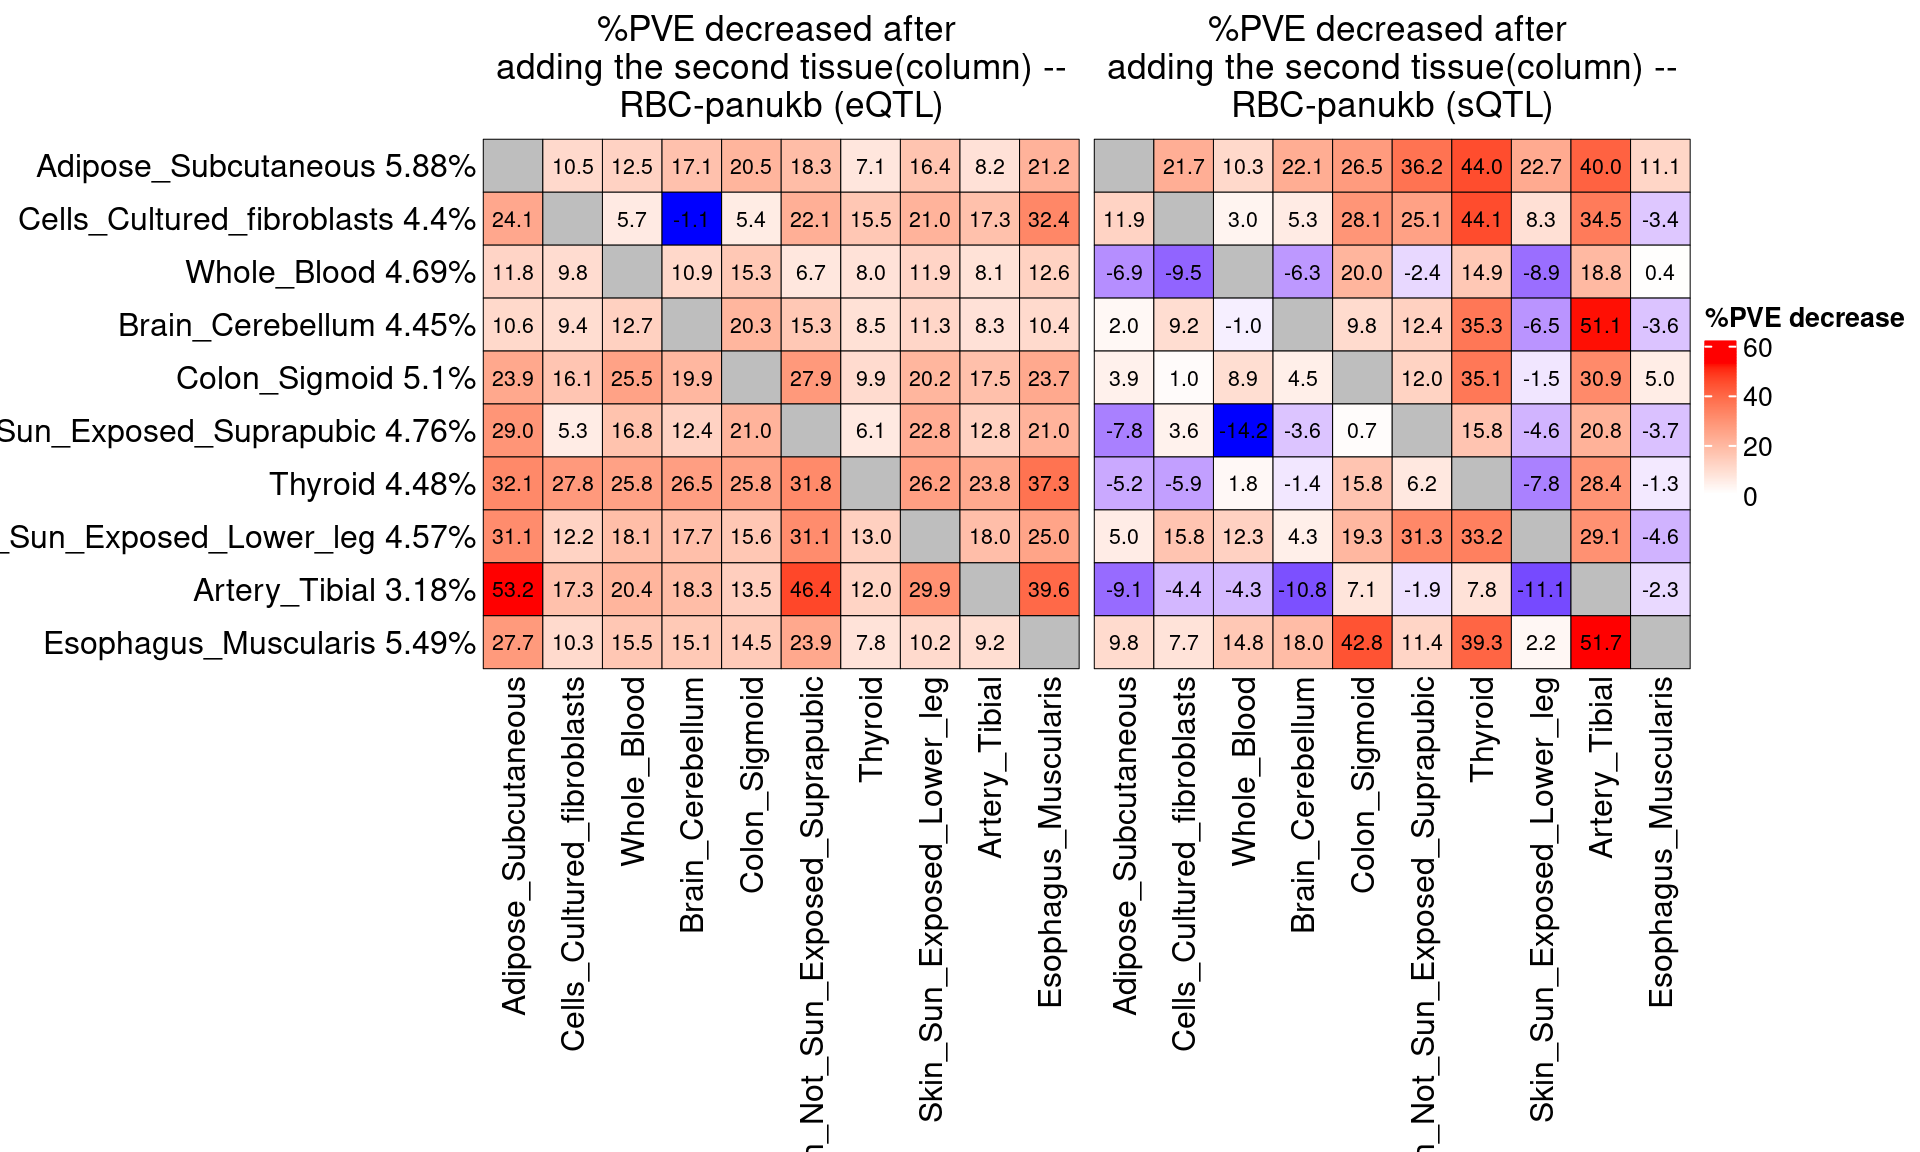 %PVE decreased after
adding the second tissue(column) --
RBC-panukb (eQTL)
%PVE decreased after
adding the second tissue(column) --
RBC-panukb (sQTL)
Adipose_Subcutaneous 5.88% 10.5 12.5 17.1 20.5 18.3 7.1 16.4 8.2 21.2 21.7 10.3 22.1 26.5 36.2 44.0 22.7 40.0 11.1
Cells_Cultured_fibroblasts 4.4% 24.1 5.7 -1.1 5.4 22.1 15.5 21.0 17.3 32.4 11.9 3.0 5.3 28.1 25.1 44.1 8.3 34.5 -3.4
Whole_Blood 4.69% 11.8 9.8 10.9 15.3 6.7 8.0 11.9 8.1 12.6 -6.9 -9.5 -6.3 20.0 -2.4 14.9 -8.9 18.8 0.4
Brain_Cerebellum 4.45% 10.6 9.4 12.7 20.3 15.3 8.5 11.3 8.3 10.4 2.0 9.2 -1.0 9.8 12.4 35.3 -6.5 51.1 -3.6
Colon_Sigmoid 5.1% 23.9 16.1 25.5 19.9 27.9 9.9 20.2 17.5 23.7 3.9 1.0 8.9 4.5 12.0 35.1 -1.5 30.9 5.0
Sun_Exposed_Suprapubic 4.76% 29.0 5.3 16.8 12.4 21.0 6.1 22.8 12.8 21.0 -7.8 3.6 -14.2 -3.6 0.7 15.8 -4.6 20.8 -3.7
Thyroid 4.48% 32.1 27.8 25.8 26.5 25.8 31.8 26.2 23.8 37.3 -5.2 -5.9 1.8 -1.4 15.8 6.2 -7.8 28.4 -1.3
_Sun_Exposed_Lower_leg 4.57% 31.1 12.2 18.1 17.7 15.6 31.1 13.0 18.0 25.0 5.0 15.8 12.3 4.3 19.3 31.3 33.2 29.1 -4.6
Artery_Tibial 3.18% 53.2 17.3 20.4 18.3 13.5 46.4 12.0 29.9 39.6 -9.1 -4.4 -4.3 -10.8 7.1 -1.9 7.8 -11.1 -2.3
Esophagus_Muscularis 5.49% 27.7 10.3 15.5 15.1 14.5 23.9 7.8 10.2 9.2 9.8 7.7 14.8 18.0 42.8 11.4 39.3 2.2 51.7
Adipose_Subcutaneous
Cells_Cultured_fibroblasts
Whole_Blood
Brain_Cerebellum
Colon_Sigmoid
n_Not_Sun_Exposed_Suprapubic
Thyroid
Skin_Sun_Exposed_Lower_leg
Artery_Tibial
Esophagus_Muscularis
Adipose_Subcutaneous
Cells_Cultured_fibroblasts
Whole_Blood
Brain_Cerebellum
Colon_Sigmoid
n_Not_Sun_Exposed_Suprapubic
Thyroid
Skin_Sun_Exposed_Lower_leg
Artery_Tibial
Esophagus_Muscularis
%PVE decrease
60
40
20
0